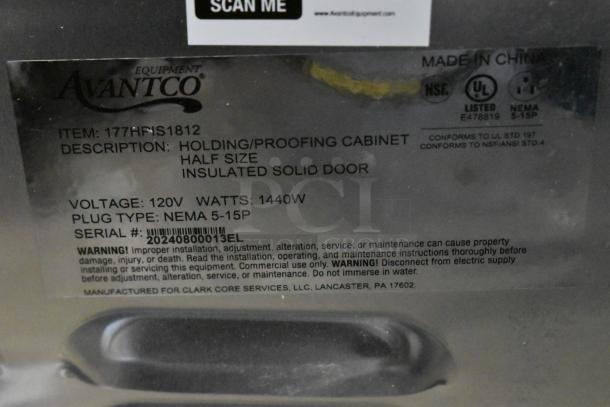 SCAN ME
www.AvantcoEquipment.com
MADE IN CHINA
EQUIPMENT
AVANTCO®
NSF
UL
LISTED
E478819
NEMA
5-15P
ITEM: 177HPIS1812
DESCRIPTION: HOLDING/PROOFING CABINET
HALF SIZE
INSULATED SOLID DOOR
CONFORMS TO UL STD.197
CONFORMS TO NSF/ANSI STD.4
PCI
VOLTAGE: 120V WATTS: 1440W
PLUG TYPE: NEMA 5-15P
SERIAL #:
20240800013EL
WARNING! Improper installation, adjustment, alteration, service, or maintenance can cause property
damage, injury, or death. Read the installation, operating, and maintenance instructions thoroughly before
installing or servicing this equipment. Commercial use only. WARNING! Disconnect from electric supply
before adjustment, alteration, service, or maintenance. Do not immerse in water.
MANUFACTURED FOR CLARK CORE SERVICES, LLC, LANCASTER, PA 17602.